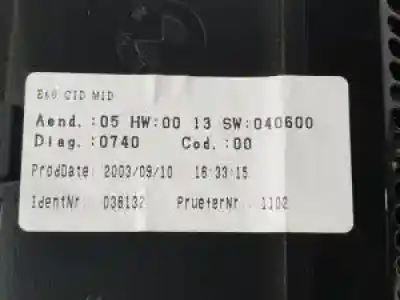 E60 CID MID
Aend.:05 HW:00 13 SW:040600
Diag.:0740 Cod.:00
ProdDate: 2003/09/10 16:33:15
IdentNr: 036132 PrueterNr: 1102